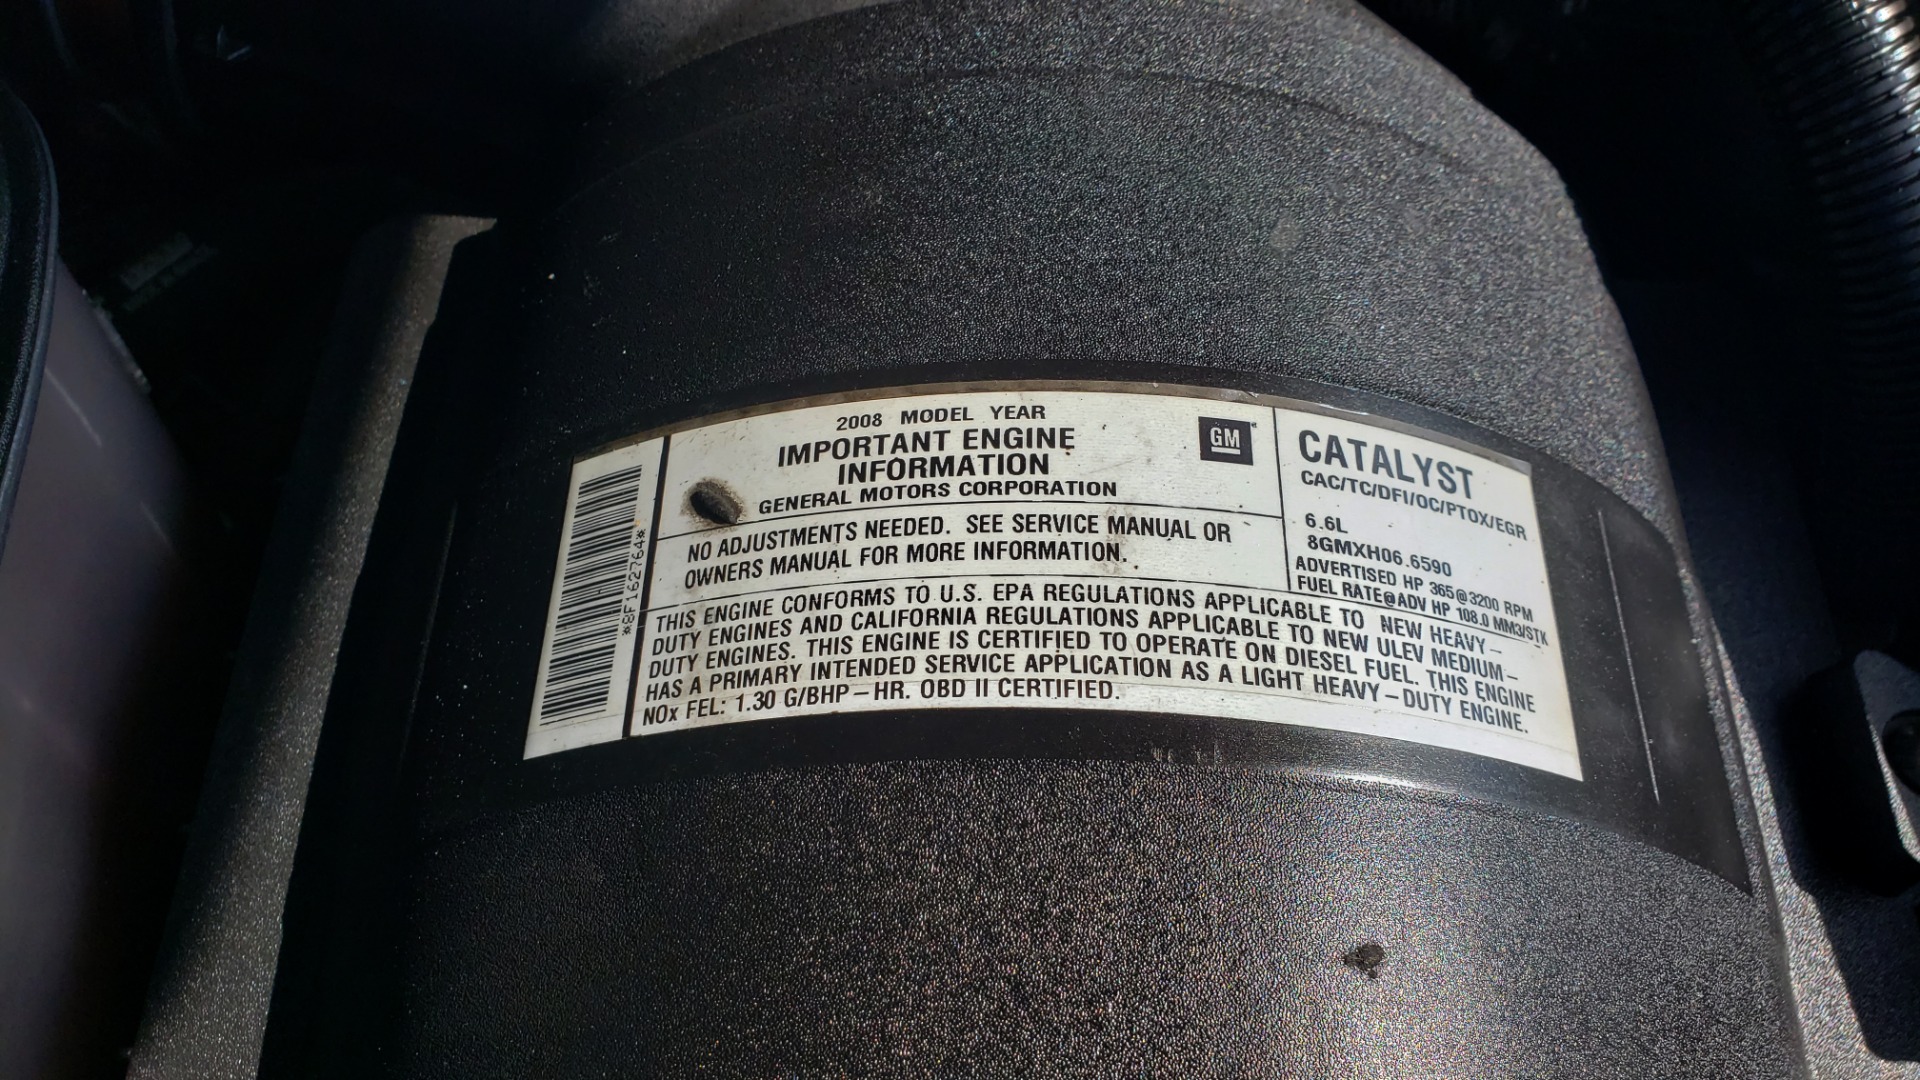 2008 MODEL YEAR
IMPORTANT ENGINE
INFORMATION
GENERAL MOTORS CORPORATION
GM
NO ADJUSTMENTS NEEDED. SEE SERVICE MANUAL OR
OWNERS MANUAL FOR MORE INFORMATION.
CATALYST
CAC/TC/DFI/OC/PTOX/EGR
6.6L
8GMXH06.6590
ADVERTISED HP 365@3200 RPM
FUEL RATE@ADV HP 108.0 MM3/STK
THIS ENGINE CONFORMS TO U.S. EPA REGULATIONS APPLICABLE TO NEW HEAVY-
DUTY ENGINES AND CALIFORNIA REGULATIONS APPLICABLE TO NEW ULEV MEDIUM-
DUTY ENGINES. THIS ENGINE IS CERTIFIED TO OPERATE ON DIESEL FUEL. THIS ENGINE
HAS A PRIMARY INTENDED SERVICE APPLICATION AS A LIGHT HEAVY-DUTY ENGINE.
NOx FEL: 1.30 G/BHP-HR. OBD II CERTIFIED.
*8F162764*